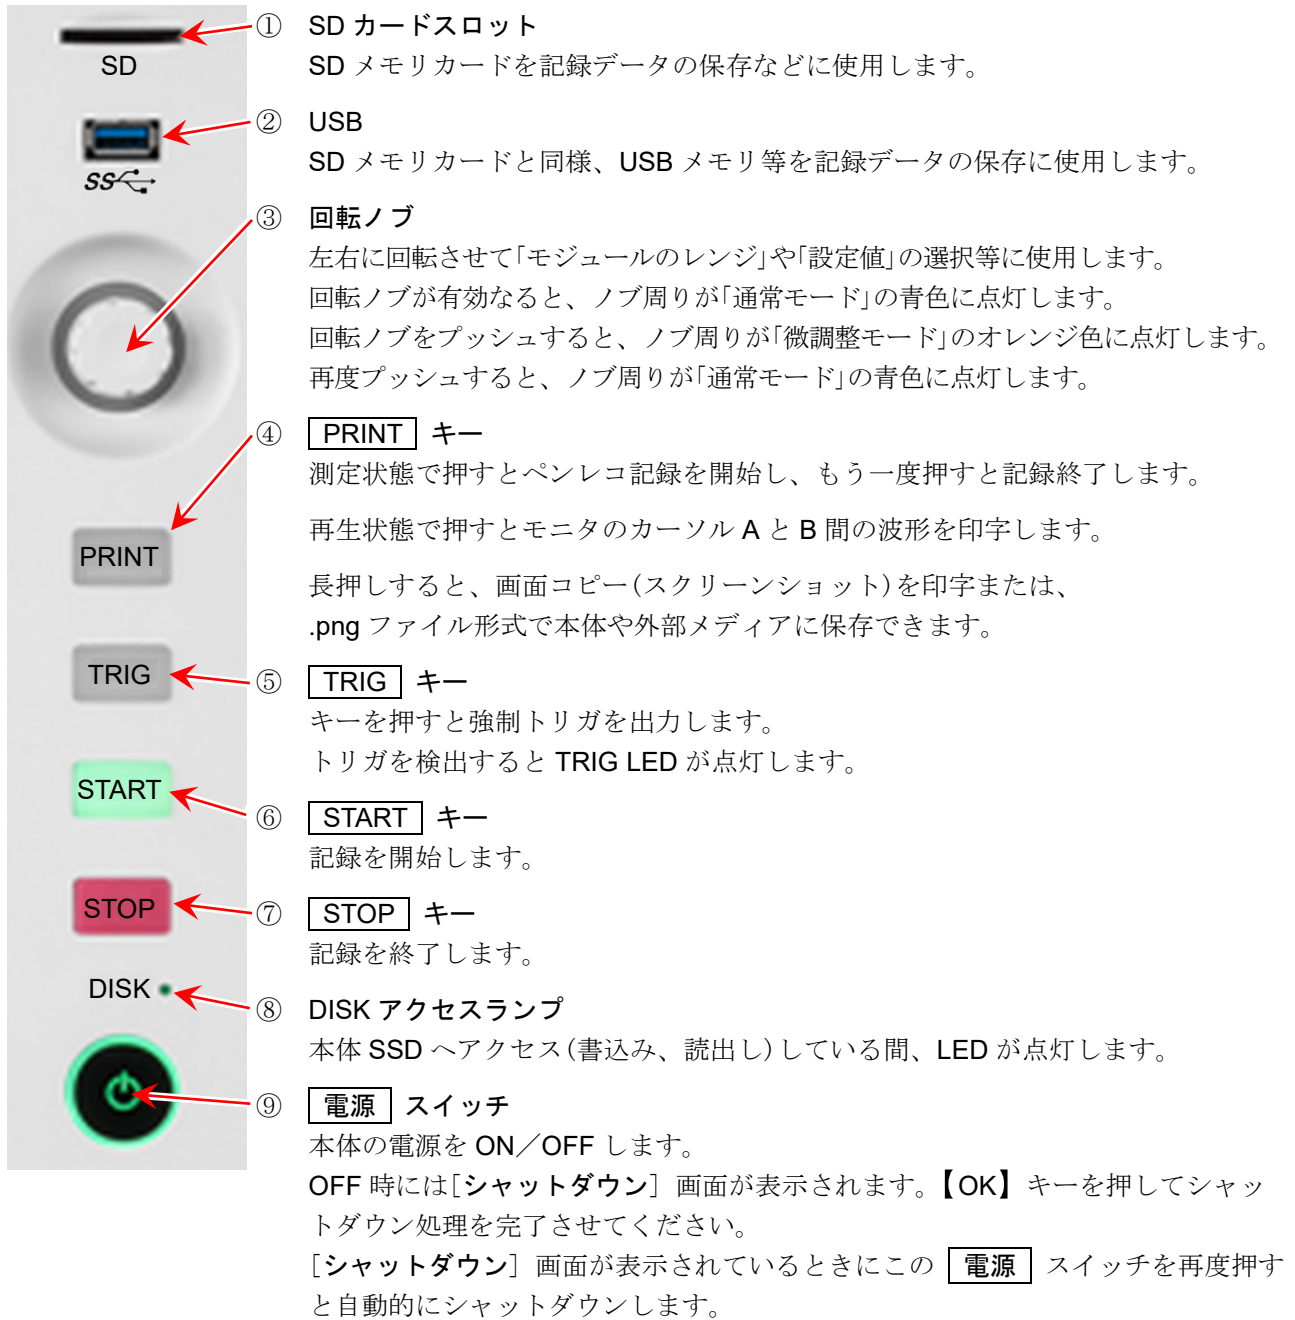 ① SD カードスロット
SD メモリカードを記録データの保存などに使用します。
② USB
SD メモリカードと同様、USB メモリ等を記録データの保存に使用します。
③ 回転ノブ
左右に回転させて「モジュールのレンジ」や「設定値」の選択等に使用します。
回転ノブが有効なると、ノブ周りが「通常モード」の青色に点灯します。
回転ノブをプッシュすると、ノブ周りが「微調整モード」のオレンジ色に点灯します。
再度プッシュすると、ノブ周りが「通常モード」の青色に点灯します。
④ PRINT キー
測定状態で押すとペンレコ記録を開始し、もう一度押すと記録終了します。
再生状態で押すとモニタのカーソル A と B 間の波形を印字します。
長押しすると、画面コピー(スクリーンショット)を印字または、
.png ファイル形式で本体や外部メディアに保存できます。
⑤ TRIG キー
キーを押すと強制トリガを出力します。
トリガを検出すると TRIG LED が点灯します。
⑥ START キー
記録を開始します。
⑦ STOP キー
記録を終了します。
⑧ DISK アクセスランプ
本体 SSD へアクセス(書込み、読出し)している間、LED が点灯します。
⑨ 電源 スイッチ
本体の電源を ON／OFF します。
OFF 時には[シャットダウン] 画面が表示されます。【OK】キーを押してシャッ
トダウン処理を完了させてください。
[シャットダウン] 画面が表示されているときにこの 電源 スイッチを再度押す
と自動的にシャットダウンします。
SD
SS
PRINT
TRIG
START
STOP
DISK